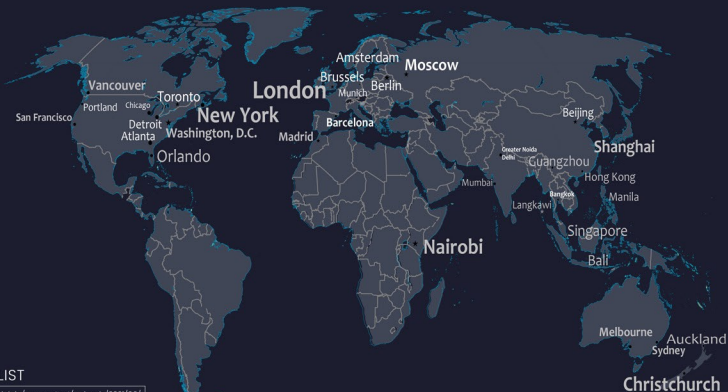 Amsterdam
Moscow
Brussels
Berlin
Vancouver
London
Munich
Toronto
Portland
Chicago
New York
San Francisco
Detroit
Barcelona
Beijing
Atlanta
Washington, D.C.
Madrid
Shanghai
Greater Noida
Delhi
Orlando
Guangzhou
Hong Kong
Mumbai
Bangkok
Manila
Langkawi
Singapore
Nairobi
Bali
Melbourne
Auckland
Sydney
LIST
Christchurch